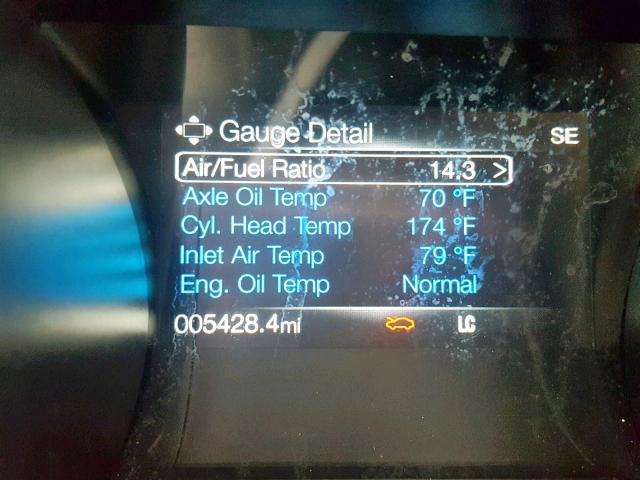 Gauge Detail SE
Air/Fuel Ratio 14.3 >
Axle Oil Temp 70 °F
Cyl. Head Temp 174 °F
Inlet Air Temp 79 °F
Eng. Oil Temp Normal
005428.4mi LC